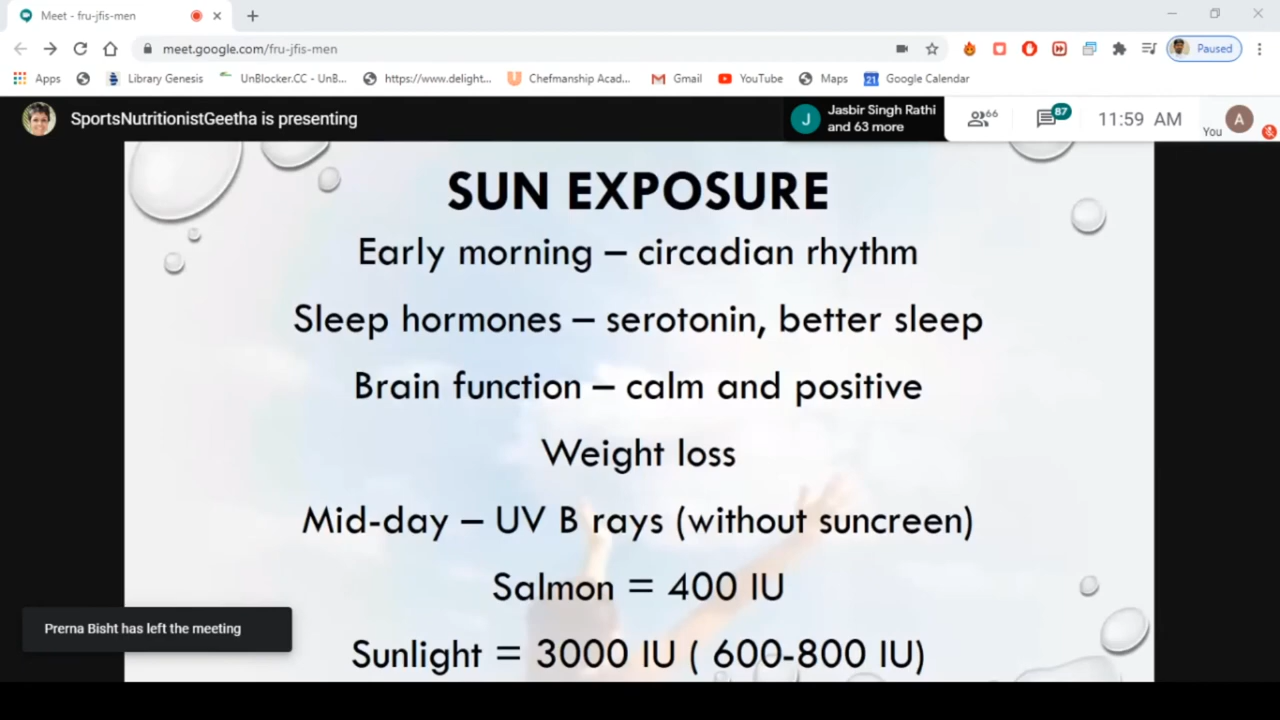 Meet - fru-jfis-men
meet.google.com/fru-jfis-men
Paused
Apps
Library Genesis
UnBlocker.CC - UnB...
https://www.delight...
Chefmanship Acad...
Gmail
YouTube
Maps
21
Google Calendar
SportsNutritionistGeetha is presenting
J
Jasbir Singh Rathi
and 63 more
66
87
11:59 AM
You
A
SUN EXPOSURE
Early morning – circadian rhythm
Sleep hormones – serotonin, better sleep
Brain function – calm and positive
Weight loss
Mid-day – UV B rays (without suncreen)
Salmon = 400 IU
Prerna Bisht has left the meeting
Sunlight = 3000 IU ( 600-800 IU)